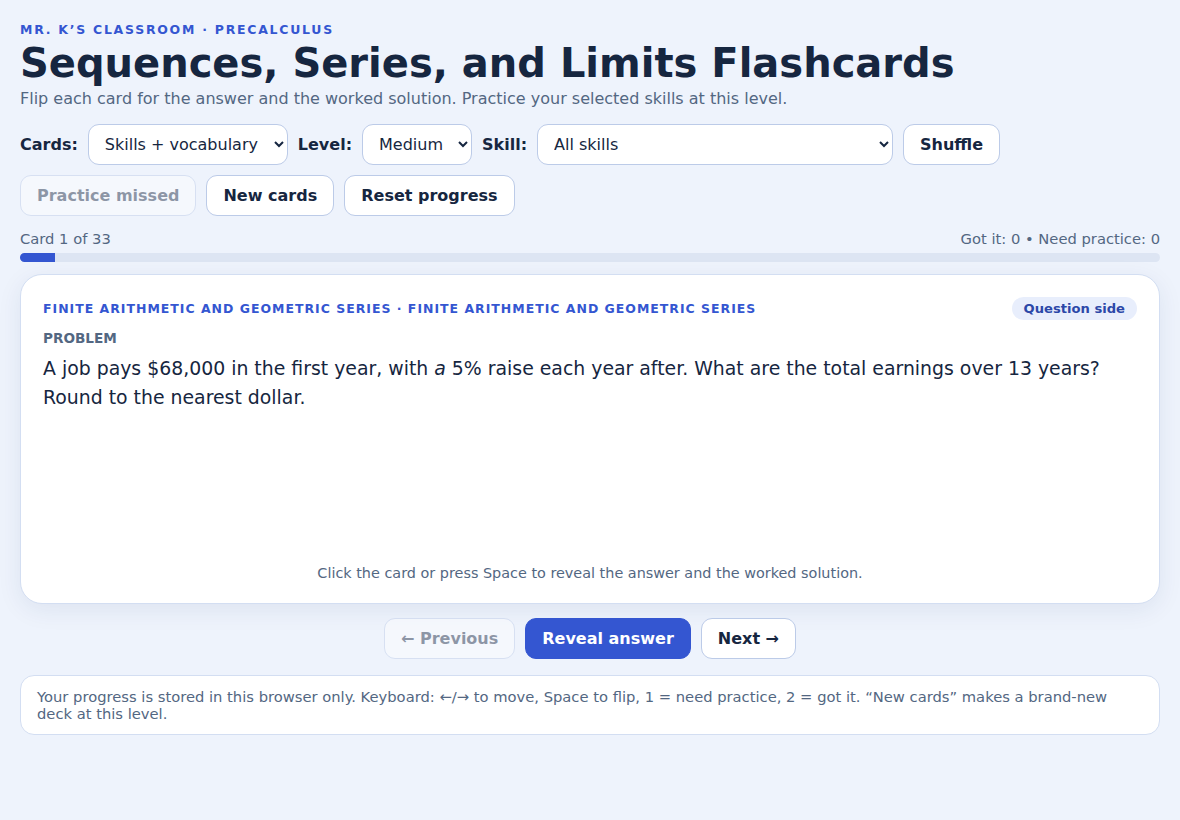 MR. K’S CLASSROOM · PRECALCULUS
Sequences, Series, and Limits Flashcards
Flip each card for the answer and the worked solution. Practice your selected skills at this level.
Cards: Skills + vocabulary Level: Medium Skill: All skills Shuffle
Practice missed New cards Reset progress
Card 1 of 33 Got it: 0 • Need practice: 0
FINITE ARITHMETIC AND GEOMETRIC SERIES · FINITE ARITHMETIC AND GEOMETRIC SERIES Question side
PROBLEM
A job pays $68,000 in the first year, with a 5% raise each year after. What are the total earnings over 13 years?
Round to the nearest dollar.
Click the card or press Space to reveal the answer and the worked solution.
← Previous Reveal answer Next →
Your progress is stored in this browser only. Keyboard: ←/→ to move, Space to flip, 1 = need practice, 2 = got it. “New cards” makes a brand-new
deck at this level.